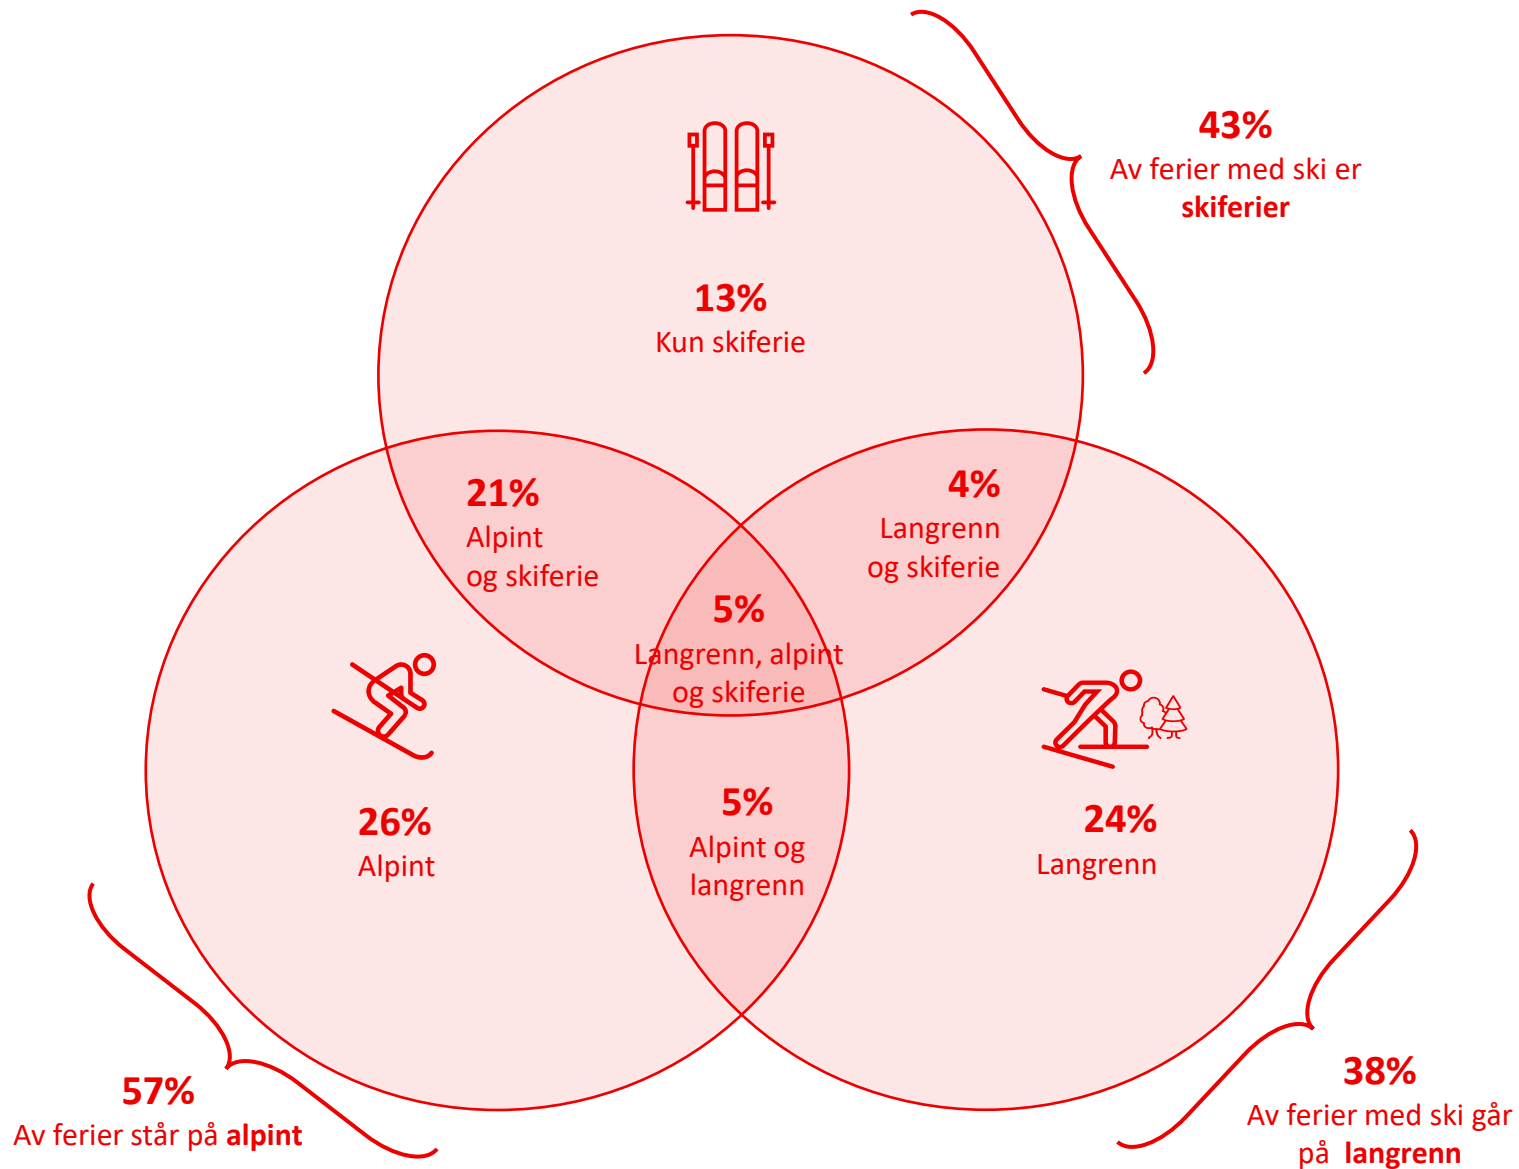 43%
Av ferier med ski er
skiferier
13%
Kun skiferie
21%
Alpint
og skiferie
4%
Langrenn
og skiferie
5%
Langrenn, alpint
og skiferie
26%
Alpint
5%
Alpint og
langrenn
24%
Langrenn
57%
Av ferier står på alpint
38%
Av ferier med ski går
på langrenn